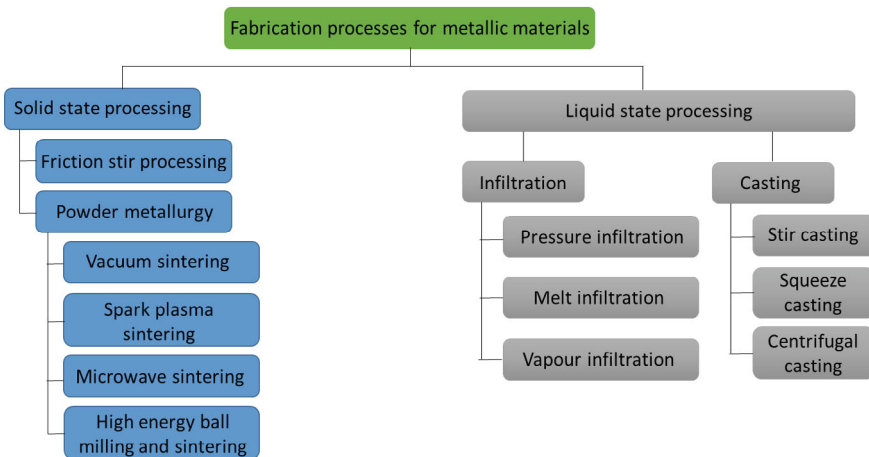 Fabrication processes for metallic materials
Solid state processing
Friction stir processing
Powder metallurgy
Vacuum sintering
Spark plasma
sintering
Microwave sintering
High energy ball
milling and sintering
Liquid state processing
Infiltration
Pressure infiltration
Melt infiltration
Vapour infiltration
Casting
Stir casting
Squeeze
casting
Centrifugal
casting